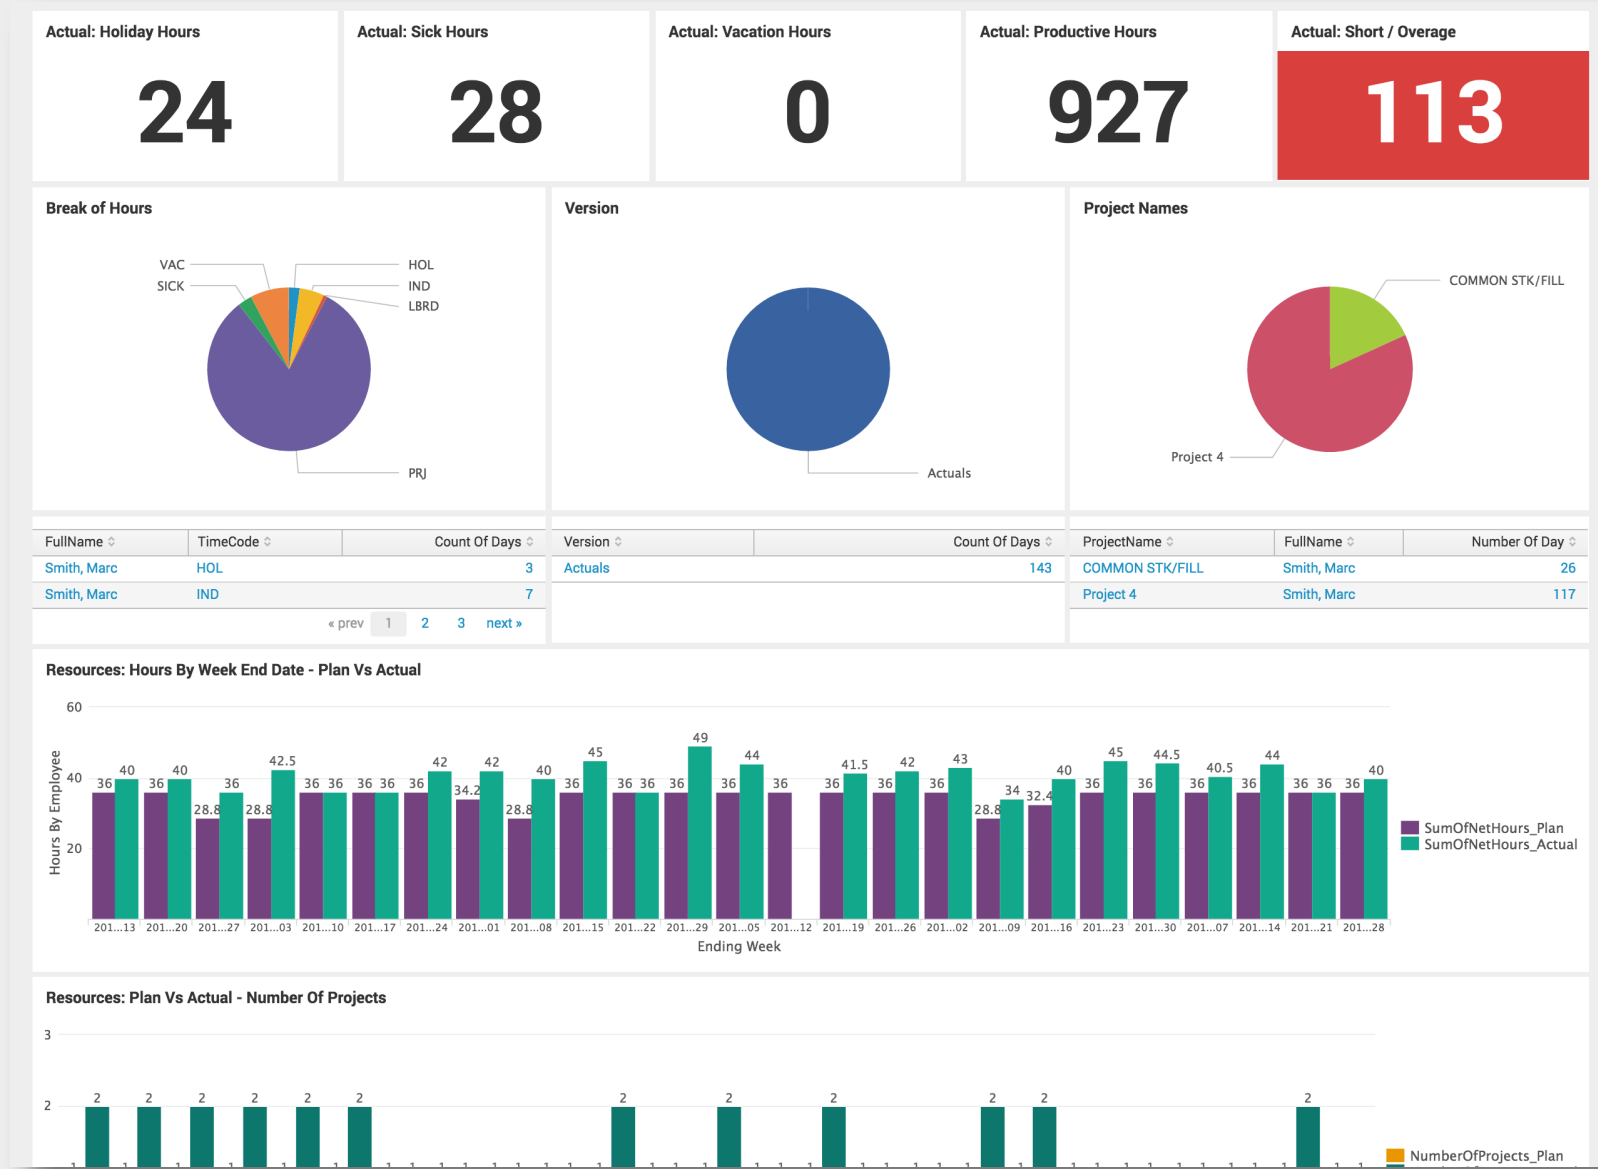 Actual: Holiday Hours
24
Actual: Sick Hours
28
Actual: Vacation Hours
0
Actual: Productive Hours
927
Actual: Short / Overage
113
Break of Hours
VAC
SICK
HOL
IND
LBRD
PRJ
Version
Actuals
Project Names
COMMON STK/FILL
Project 4
FullName TimeCode Count Of Days
Smith, Marc HOL 3
Smith, Marc IND 7
« prev 1 2 3 next »
Version Count Of Days
Actuals 143
ProjectName FullName Number Of Day
COMMON STK/FILL Smith, Marc 26
Project 4 Smith, Marc 117
Resources: Hours By Week End Date - Plan Vs Actual
60
40
20
Hours By Employee
36 40 36 40 28.8 36 28.8 42.5 36 36 36 36 36 42 34.2 42 28.8 40 36 45 36 36 36 49 36 44 36 36 41.5 36 42 36 43 28.8 34 32.4 40 36 45 36 44.5 36 40.5 36 44 36 36 36 40
201...13 201...20 201...27 201...03 201...10 201...17 201...24 201...01 201...08 201...15 201...22 201...29 201...05 201...12 201...19 201...26 201...02 201...09 201...16 201...23 201...30 201...07 201...14 201...21 201...28
Ending Week
SumOfNetHours_Plan
SumOfNetHours_Actual
Resources: Plan Vs Actual - Number Of Projects
3
2
2 2 2 2 2 2 2 2 2 2 2 2
NumberOfProjects_Plan